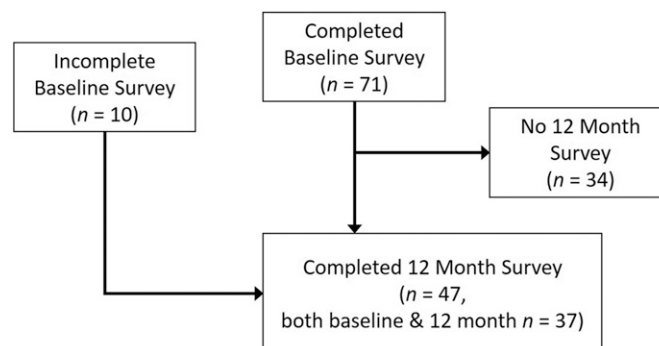 Incomplete
Baseline Survey
(n = 10)
Completed
Baseline Survey
(n = 71)
No 12 Month
Survey
(n = 34)
Completed 12 Month Survey
(n = 47,
both baseline & 12 month n = 37)